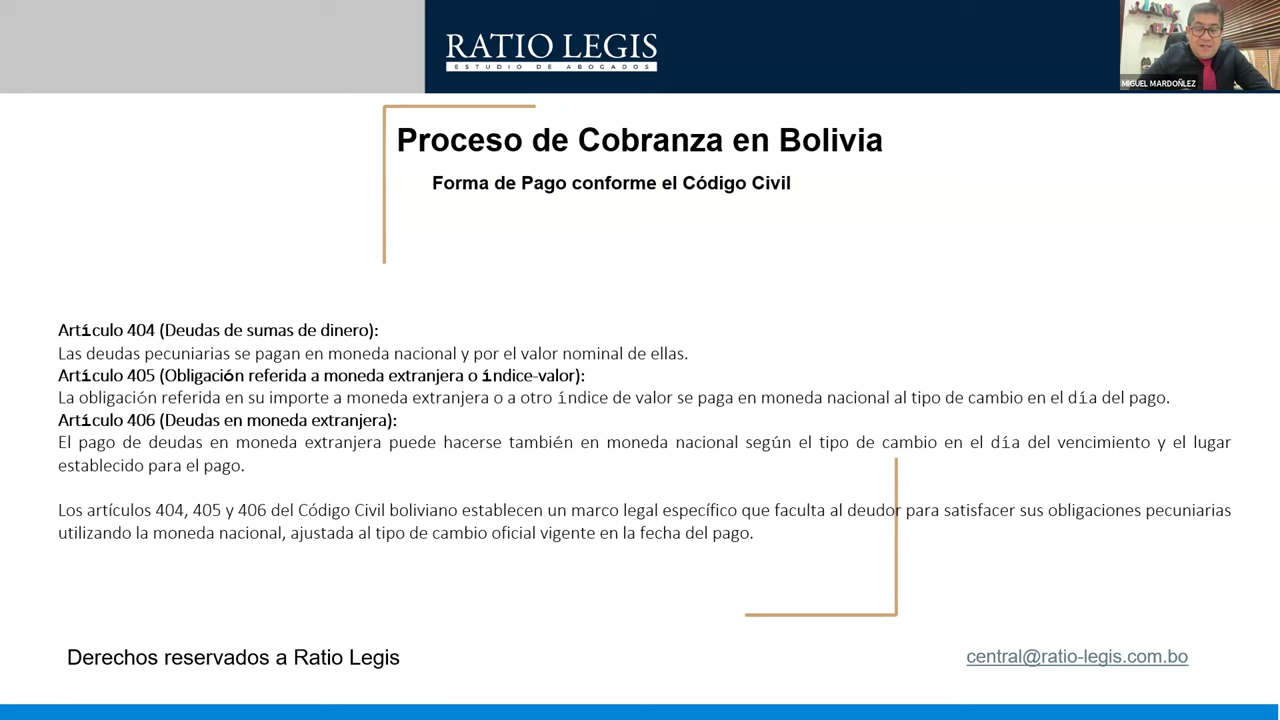 RATIO LEGIS
ESTUDIO DE ABOGADOS
MIGUEL MARDOÑLEZ
Proceso de Cobranza en Bolivia
Forma de Pago conforme el Código Civil
Artículo 404 (Deudas de sumas de dinero):
Las deudas pecuniarias se pagan en moneda nacional y por el valor nominal de ellas.
Artículo 405 (Obligación referida a moneda extranjera o índice-valor):
La obligación referida en su importe a moneda extranjera o a otro índice de valor se paga en moneda nacional al tipo de cambio en el día del pago.
Artículo 406 (Deudas en moneda extranjera):
El pago de deudas en moneda extranjera puede hacerse también en moneda nacional según el tipo de cambio en el día del vencimiento y el lugar
establecido para el pago.
Los artículos 404, 405 y 406 del Código Civil boliviano establecen un marco legal específico que faculta al deudor para satisfacer sus obligaciones pecuniarias
utilizando la moneda nacional, ajustada al tipo de cambio oficial vigente en la fecha del pago.
Derechos reservados a Ratio Legis
central@ratio-legis.com.bo